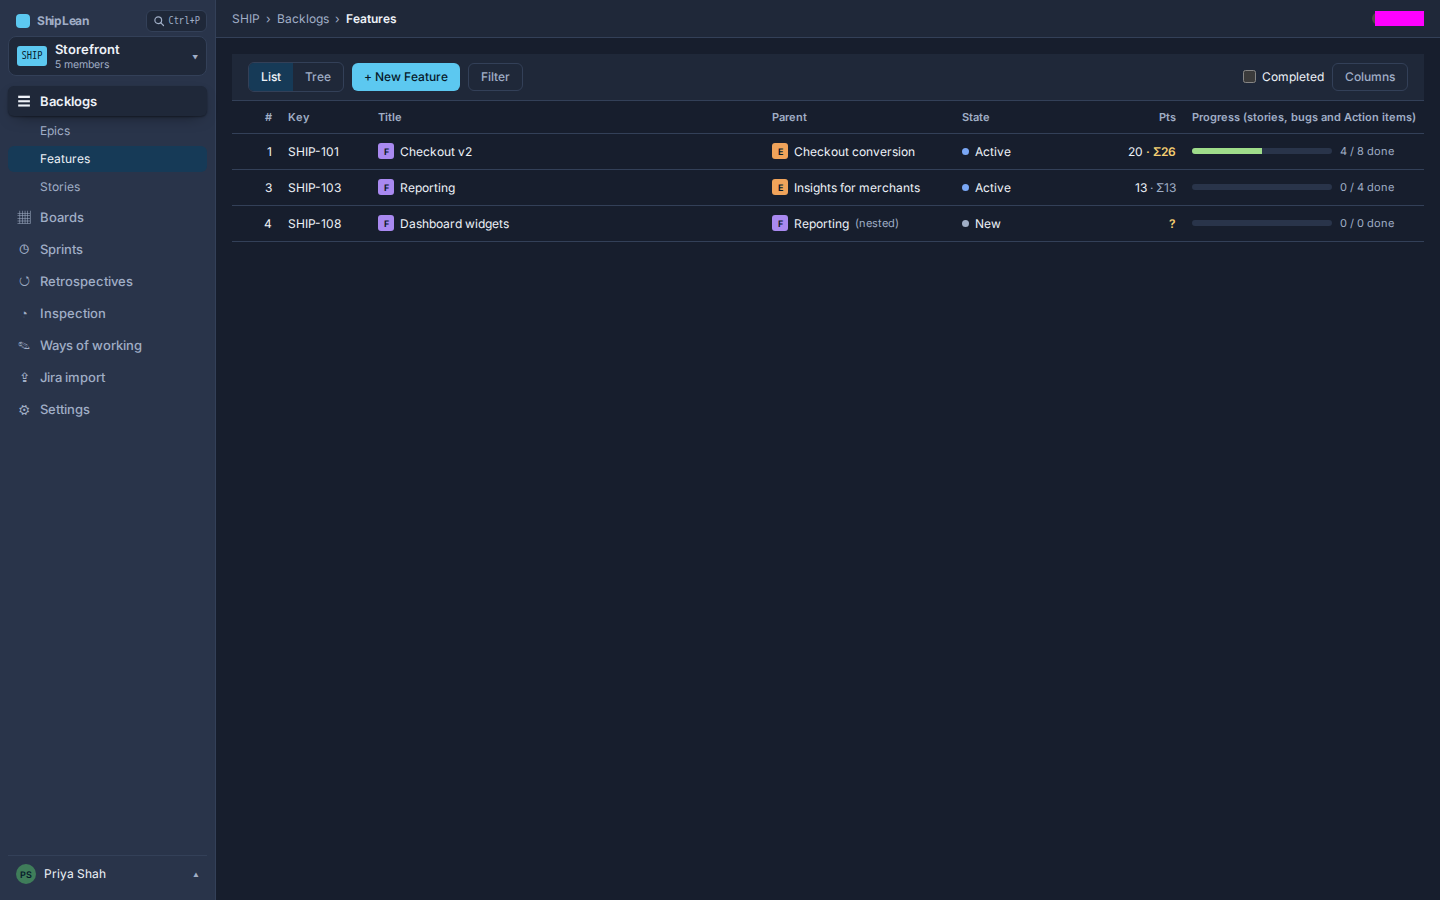 ShipLean
Ctrl+P
SHIP
Storefront
5 members
Backlogs
Epics
Features
Stories
Boards
Sprints
Retrospectives
Inspection
Ways of working
Jira import
Settings
PS Priya Shah
SHIP › Backlogs › Features
List Tree + New Feature Filter Completed Columns
# Key Title Parent State Pts Progress (stories, bugs and Action items)
1 SHIP-101 F Checkout v2 E Checkout conversion Active 20 · Σ26 4 / 8 done
3 SHIP-103 F Reporting E Insights for merchants Active 13 · Σ13 0 / 4 done
4 SHIP-108 F Dashboard widgets F Reporting (nested) New ? 0 / 0 done